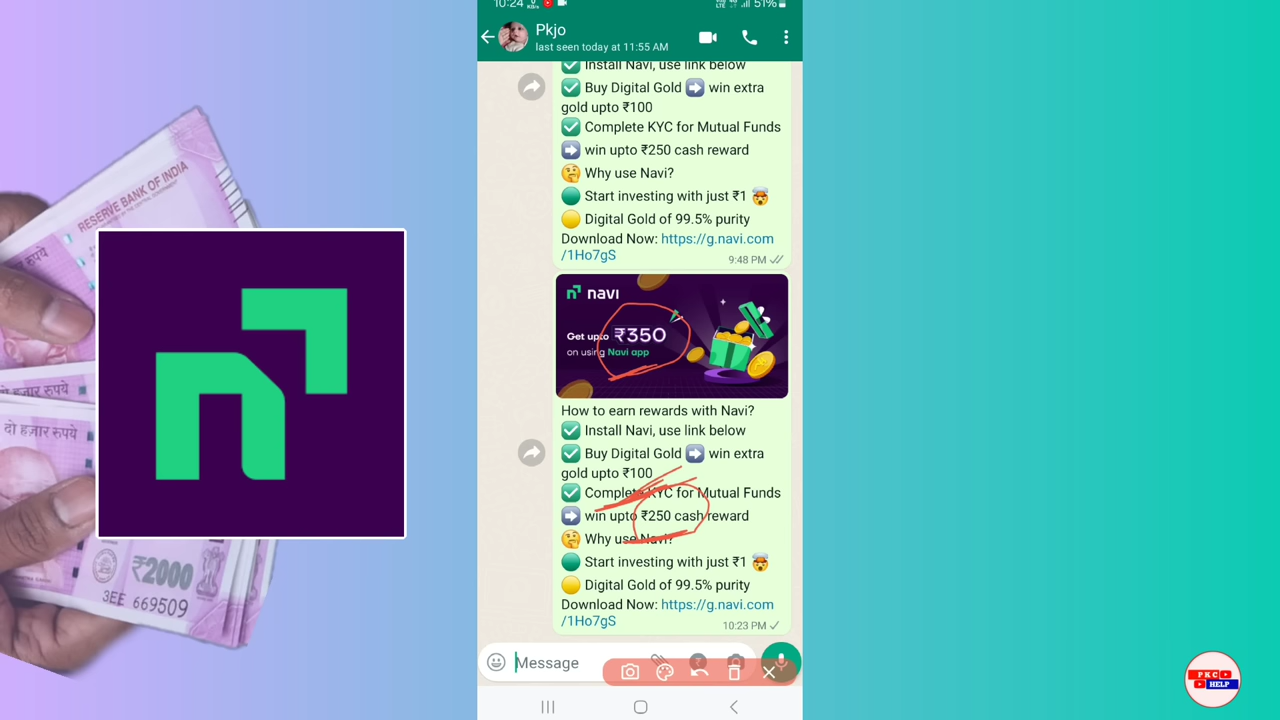 10:24
51%
Pkjo
last seen today at 11:55 AM
Install Navi, use link below
Buy Digital Gold ➡️ win extra
gold upto ₹100
Complete KYC for Mutual Funds
➡️ win upto ₹250 cash reward
🤔 Why use Navi?
Start investing with just ₹1 🤯
Digital Gold of 99.5% purity
Download Now: https://g.navi.com
/1Ho7gS
9:48 PM
navi
Get upto ₹350
on using Navi app
How to earn rewards with Navi?
✅ Install Navi, use link below
✅ Buy Digital Gold ➡️ win extra
gold upto ₹100
✅ Complete KYC for Mutual Funds
➡️ win upto ₹250 cash reward
🤔 Why use Navi?
🟢 Start investing with just ₹1 🤯
🟡 Digital Gold of 99.5% purity
Download Now: https://g.navi.com
/1Ho7gS
10:23 PM
Message
RESERVE BANK OF INDIA
दो हज़ार रुपये
₹2000
3EE 669509
n
PKC
HELP